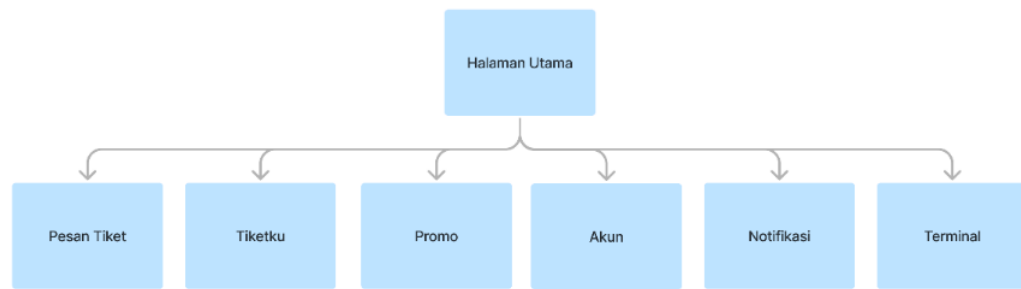 Halaman Utama
Pesan Tiket
Tiketku
Promo
Akun
Notifikasi
Terminal